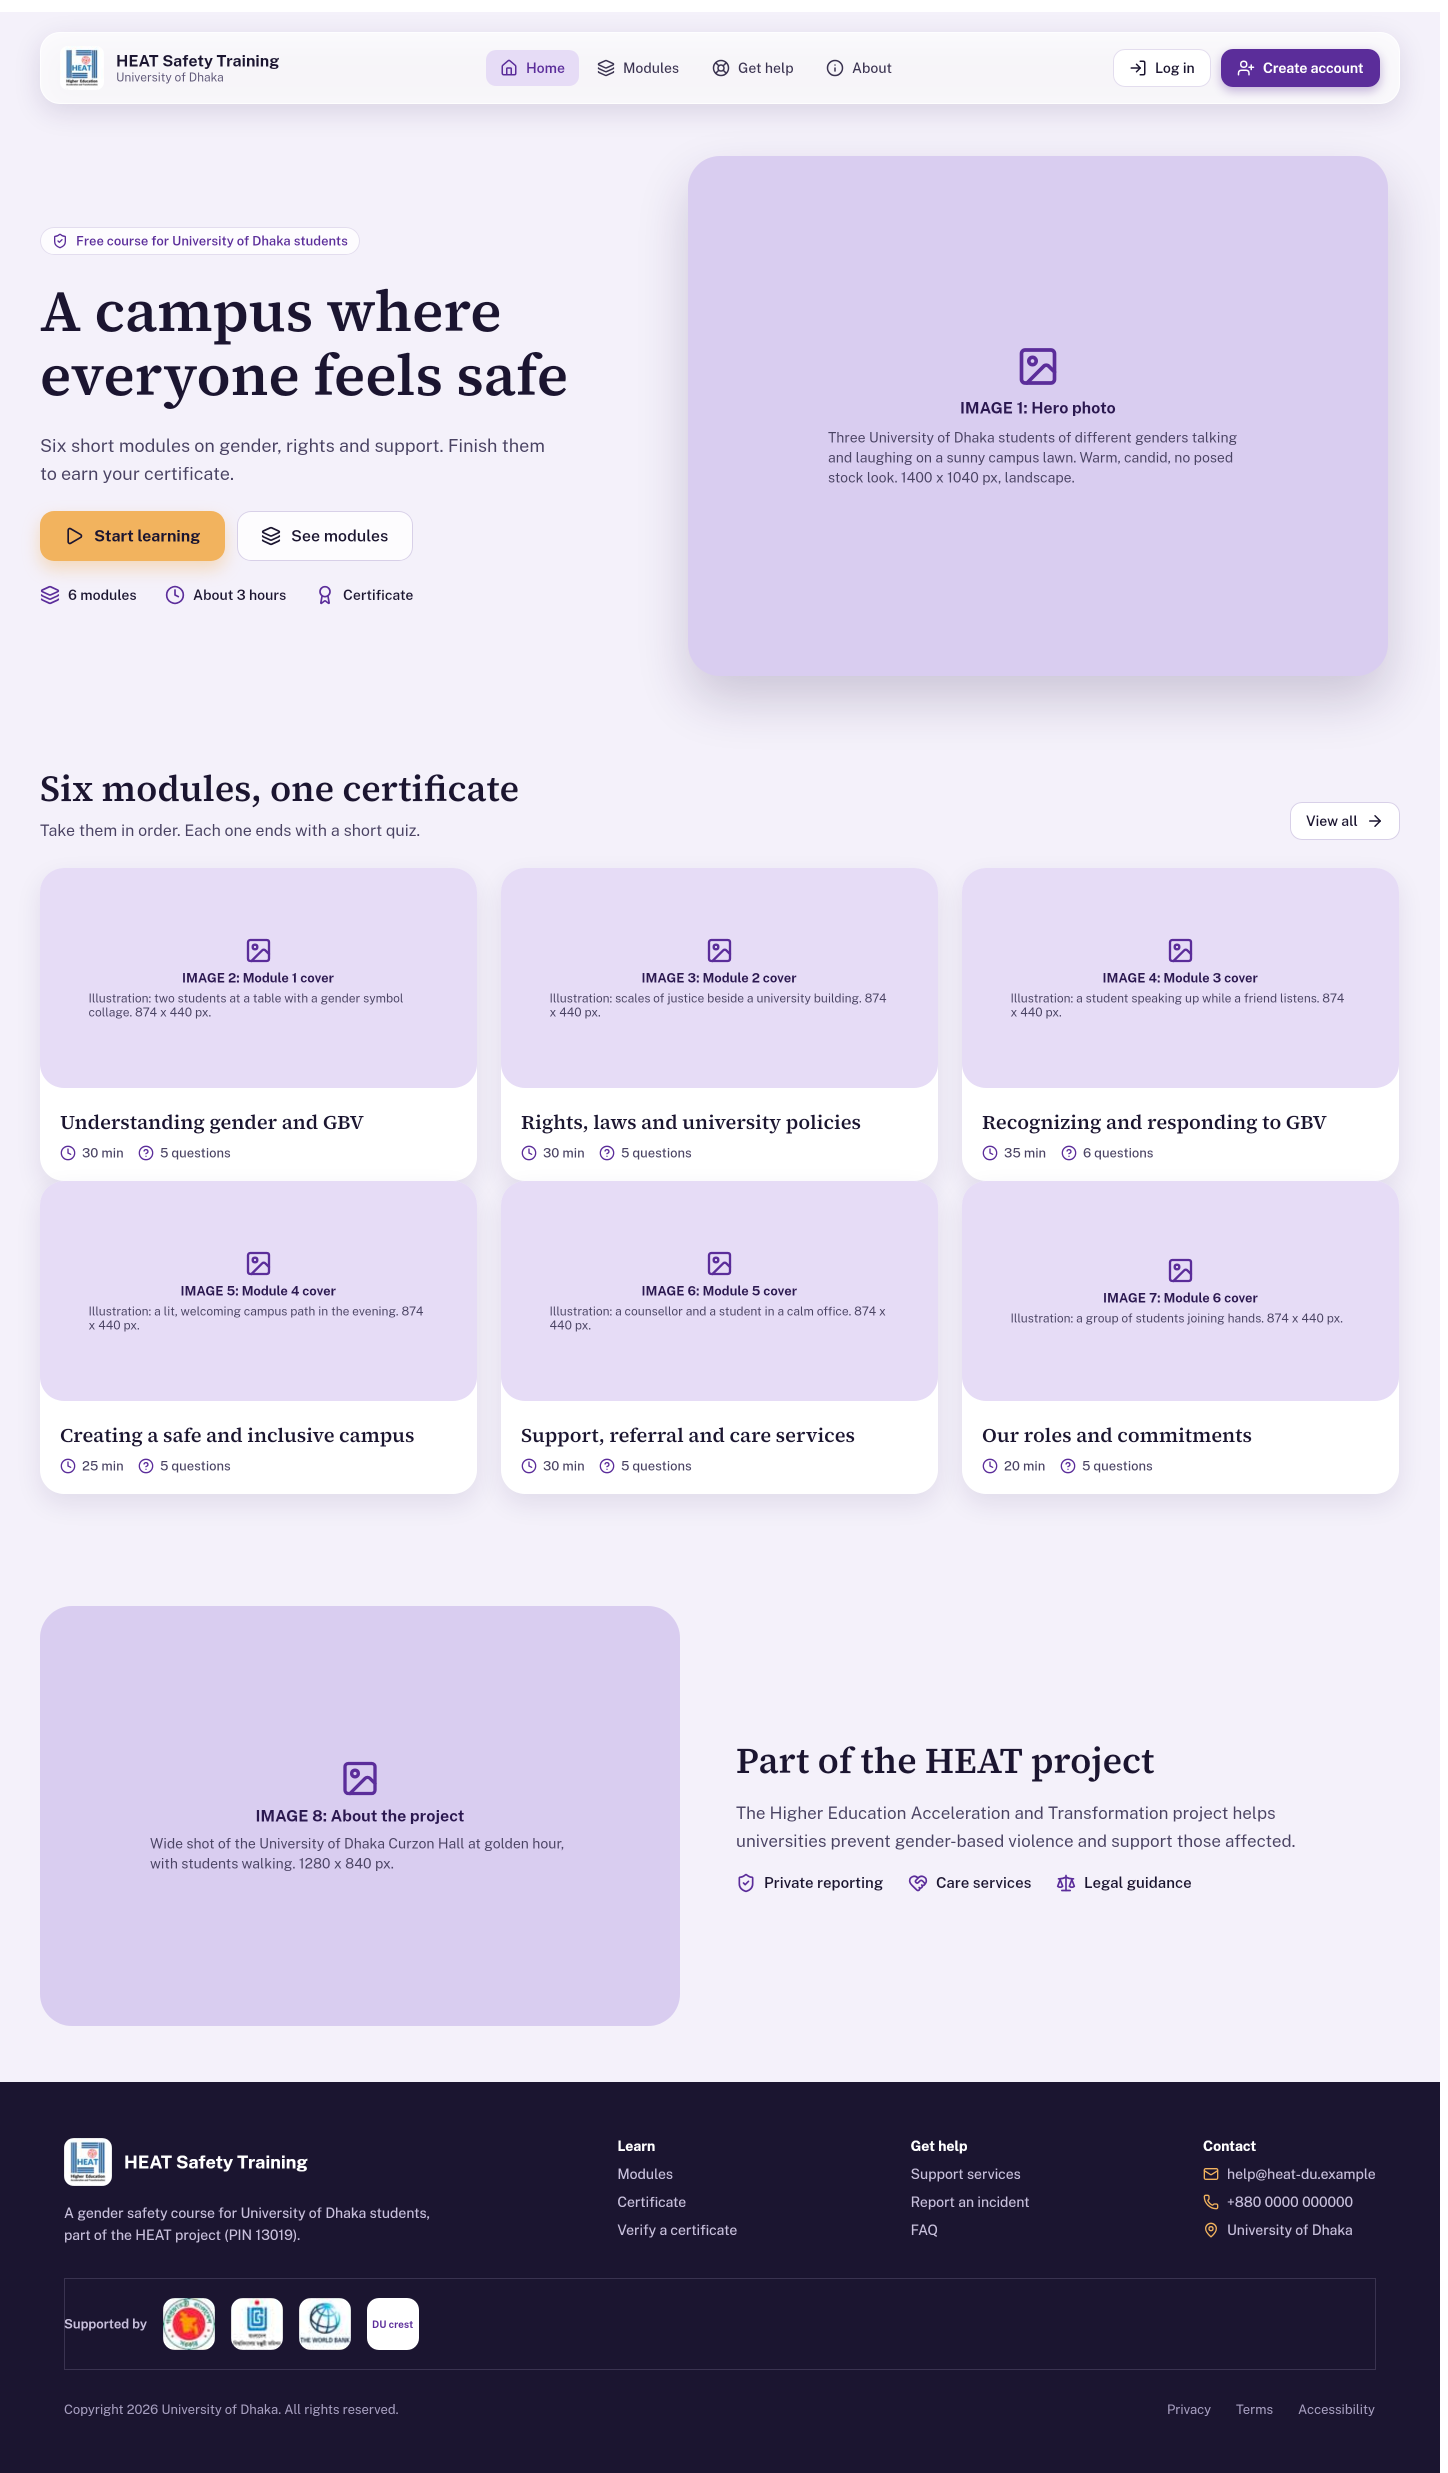 HEAT
Higher Education
HEAT Safety Training
University of Dhaka
Home
Modules
Get help
About
Log in
Create account
Free course for University of Dhaka students
A campus where
everyone feels safe
Six short modules on gender, rights and support. Finish them
to earn your certificate.
Start learning
See modules
6 modules
About 3 hours
Certificate
IMAGE 1: Hero photo
Three University of Dhaka students of different genders talking
and laughing on a sunny campus lawn. Warm, candid, no posed
stock look. 1400 x 1040 px, landscape.
Six modules, one certificate
Take them in order. Each one ends with a short quiz.
View all
IMAGE 2: Module 1 cover
Illustration: two students at a table with a gender symbol
collage. 874 x 440 px.
Understanding gender and GBV
30 min
5 questions
IMAGE 3: Module 2 cover
Illustration: scales of justice beside a university building. 874
x 440 px.
Rights, laws and university policies
30 min
5 questions
IMAGE 4: Module 3 cover
Illustration: a student speaking up while a friend listens. 874
x 440 px.
Recognizing and responding to GBV
35 min
6 questions
IMAGE 5: Module 4 cover
Illustration: a lit, welcoming campus path in the evening. 874
x 440 px.
Creating a safe and inclusive campus
25 min
5 questions
IMAGE 6: Module 5 cover
Illustration: a counsellor and a student in a calm office. 874 x
440 px.
Support, referral and care services
30 min
5 questions
IMAGE 7: Module 6 cover
Illustration: a group of students joining hands. 874 x 440 px.
Our roles and commitments
20 min
5 questions
IMAGE 8: About the project
Wide shot of the University of Dhaka Curzon Hall at golden hour,
with students walking. 1280 x 840 px.
Part of the HEAT project
The Higher Education Acceleration and Transformation project helps
universities prevent gender-based violence and support those affected.
Private reporting
Care services
Legal guidance
HEAT
Higher Education
HEAT Safety Training
A gender safety course for University of Dhaka students,
part of the HEAT project (PIN 13019).
Learn
Modules
Certificate
Verify a certificate
Get help
Support services
Report an incident
FAQ
Contact
help@heat-du.example
+880 0000 000000
University of Dhaka
Supported by
THE WORLD BANK
DU crest
Copyright 2026 University of Dhaka. All rights reserved.
Privacy
Terms
Accessibility